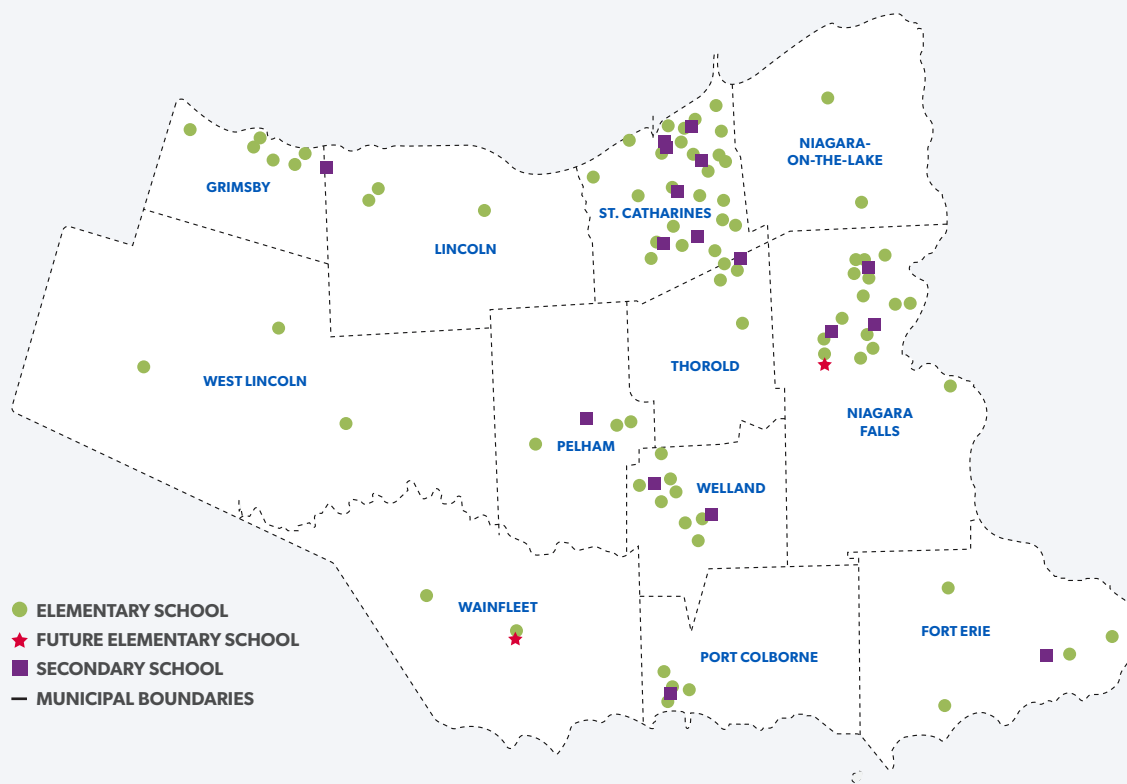 NIAGARA-
ON-THE-LAKE
GRIMSBY
ST. CATHARINES
LINCOLN
THOROLD
WEST LINCOLN
NIAGARA
FALLS
PELHAM
WELLAND
WAINFLEET
ELEMENTARY SCHOOL
FUTURE ELEMENTARY SCHOOL
SECONDARY SCHOOL
MUNICIPAL BOUNDARIES
FORT ERIE
PORT COLBORNE